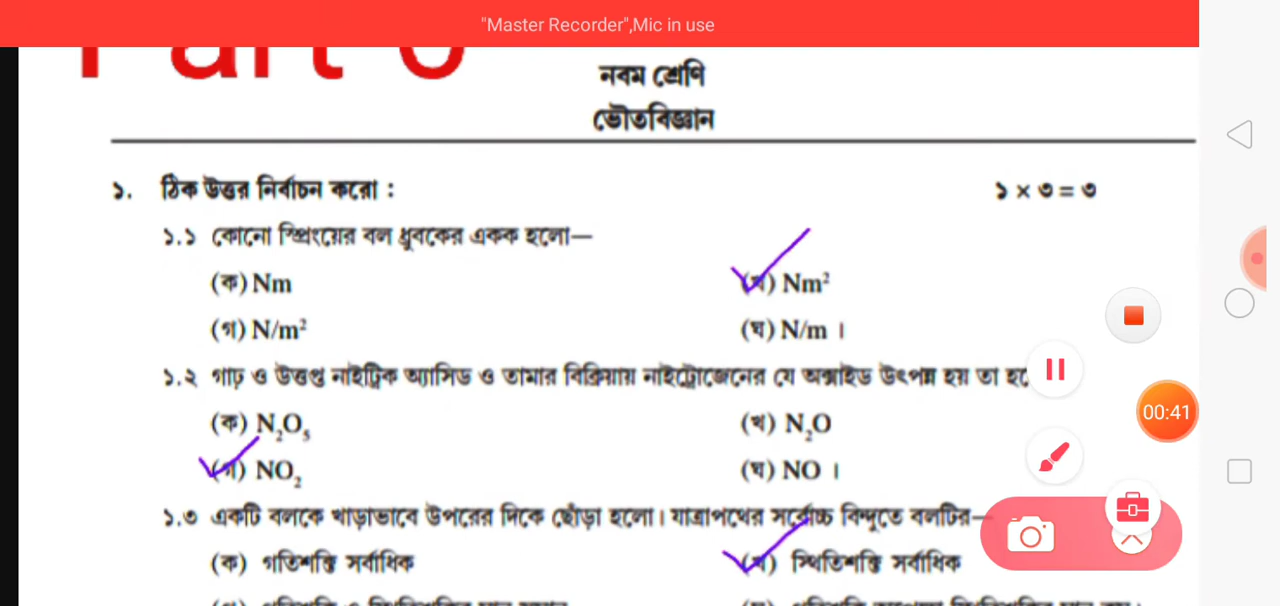 "Master Recorder",Mic in use
Part 6
নবম শ্রেণি
ভৌতবিজ্ঞান
১. ঠিক উত্তর নির্বাচন করো : ১ × ৩ = ৩
১.১ কোনো স্প্রিংয়ের বল ধ্রুবকের একক হলো—
(ক) Nm (খ) Nm²
(গ) N/m² (ঘ) N/m ।
১.২ গাঢ় ও উত্তপ্ত নাইট্রিক অ্যাসিড ও তামার বিক্রিয়ায় নাইট্রোজেনের যে অক্সাইড উৎপন্ন হয় তা
(ক) N₂O₅ (খ) N₂O
(গ) NO₂ (ঘ) NO ।
00:41
১.৩ একটি বলকে খাড়াভাবে উপরের দিকে ছোঁড়া হলো। যাত্রাপথের সর্বোচ্চ বিন্দুতে বলটির—
(ক) গতিশক্তি সর্বাধিক (খ) স্থিতিশক্তি সর্বাধিক